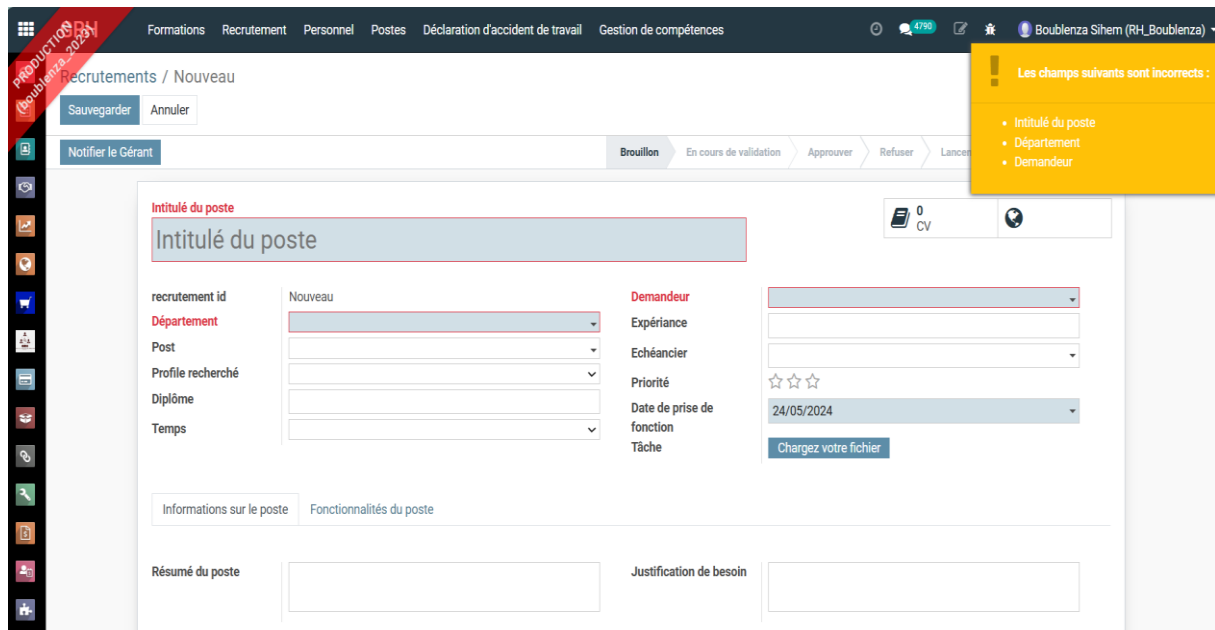 PRODUCTION
(boublenza_2023)
RH
Formations Recrutement Personnel Postes Déclaration d'accident de travail Gestion de compétences
4790
Boublenza Sihem (RH_Boublenza)
Recrutements / Nouveau
Sauvegarder Annuler
Les champs suivants sont incorrects :
Intitulé du poste
Département
Demandeur
Notifier le Gérant
Brouillon En cours de validation Approuver Refuser Lancem
Intitulé du poste
Intitulé du poste
0
CV
recrutement id Nouveau
Demandeur
Département
Expériance
Post
Echéancier
Profile recherché
Priorité
Diplôme
Date de prise de fonction 24/05/2024
Temps
Tâche Chargez votre fichier
Informations sur le poste Fonctionnalités du poste
Résumé du poste
Justification de besoin